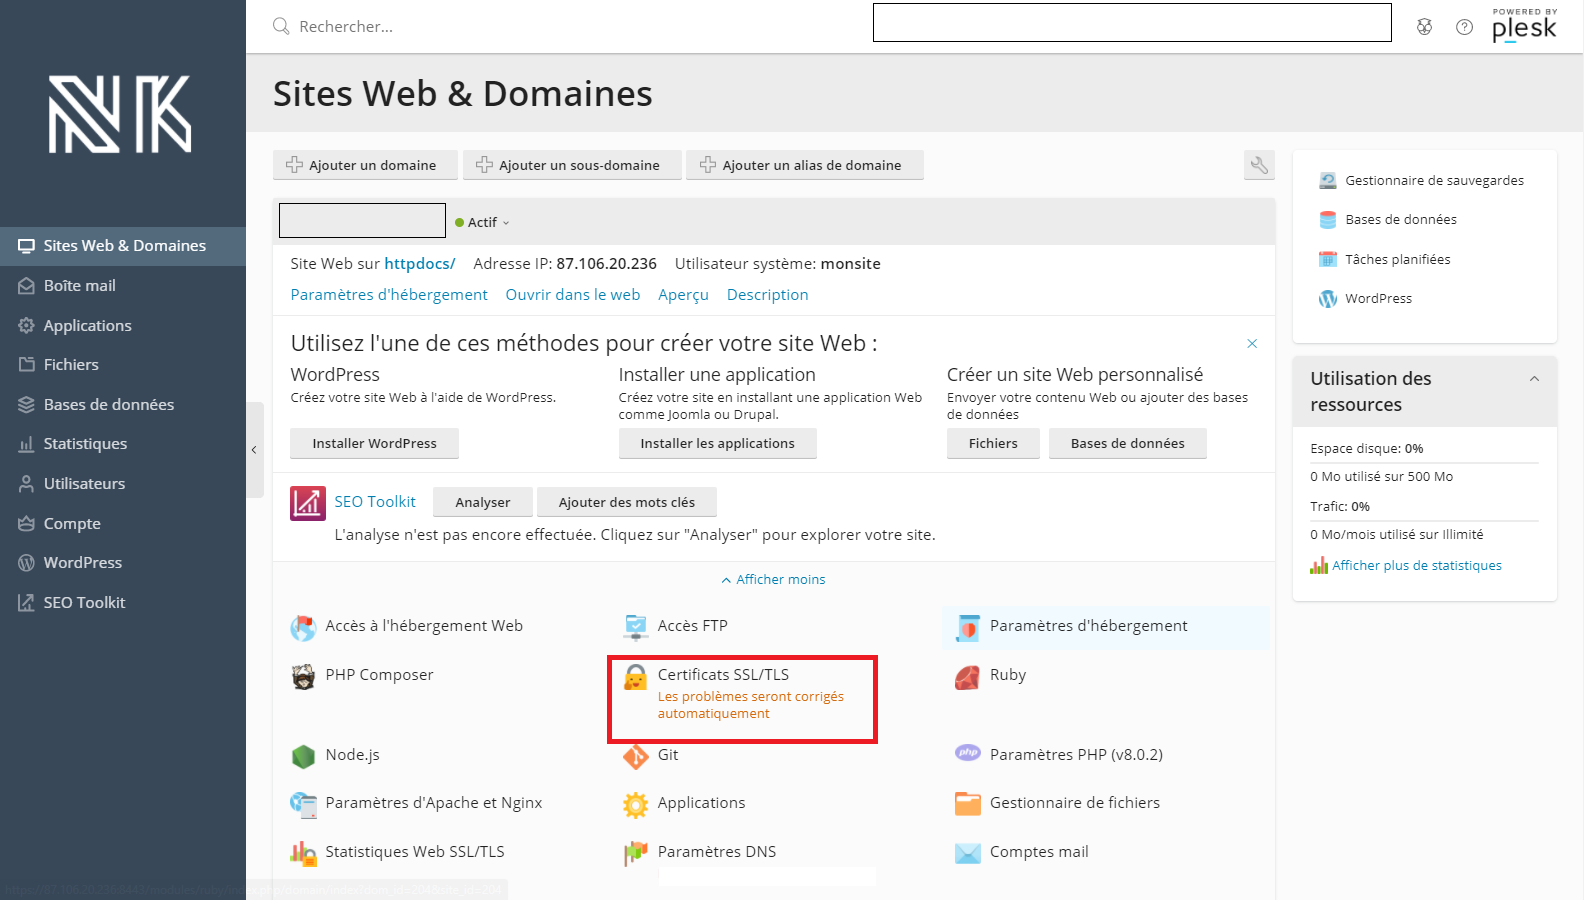 NK
Rechercher...
POWERED BY
plesk
Sites Web & Domaines
Ajouter un domaine
Ajouter un sous-domaine
Ajouter un alias de domaine
Sites Web & Domaines
Boîte mail
Applications
Fichiers
Bases de données
Statistiques
Utilisateurs
Compte
WordPress
SEO Toolkit
Actif
Site Web sur httpdocs/ Adresse IP: 87.106.20.236 Utilisateur système: monsite
Paramètres d'hébergement Ouvrir dans le web Aperçu Description
Utilisez l'une de ces méthodes pour créer votre site Web :
WordPress
Créez votre site Web à l'aide de WordPress.
Installer WordPress
Installer une application
Créez votre site en installant une application Web
comme Joomla ou Drupal.
Installer les applications
Créer un site Web personnalisé
Envoyer votre contenu Web ou ajouter des bases
de données
Fichiers
Bases de données
SEO Toolkit
Analyser
Ajouter des mots clés
L'analyse n'est pas encore effectuée. Cliquez sur "Analyser" pour explorer votre site.
Afficher moins
Accès à l'hébergement Web
Accès FTP
Paramètres d'hébergement
PHP Composer
Certificats SSL/TLS
Les problèmes seront corrigés
automatiquement
Ruby
Node.js
Git
php
Paramètres PHP (v8.0.2)
Paramètres d'Apache et Nginx
Applications
Gestionnaire de fichiers
Statistiques Web SSL/TLS
Paramètres DNS
Comptes mail
Gestionnaire de sauvegardes
Bases de données
Tâches planifiées
WordPress
Utilisation des
ressources
Espace disque: 0%
0 Mo utilisé sur 500 Mo
Trafic: 0%
0 Mo/mois utilisé sur Illimité
Afficher plus de statistiques